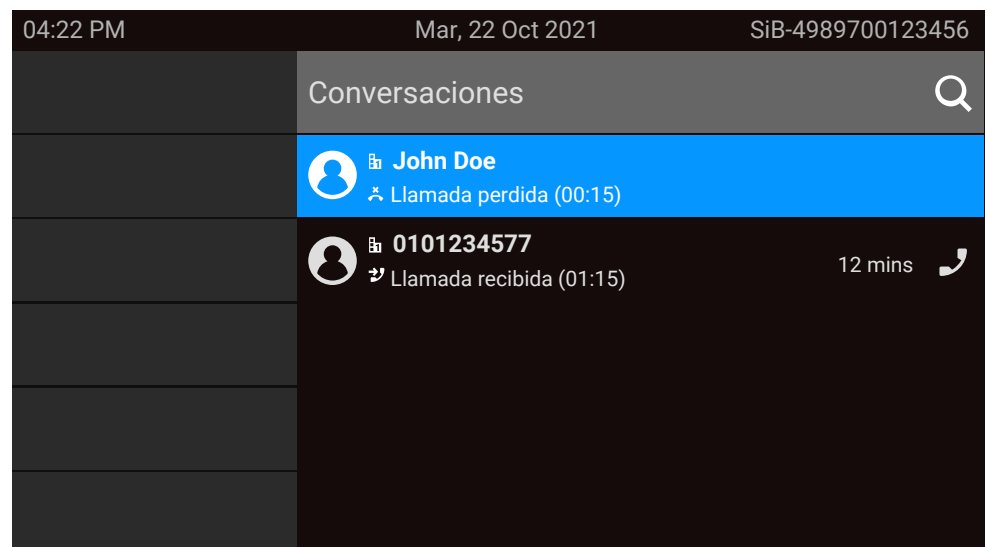 04:22 PM Mar, 22 Oct 2021 SiB-4989700123456
Conversaciones
John Doe
Llamada perdida (00:15)
0101234577
Llamada recibida (01:15)
12 mins